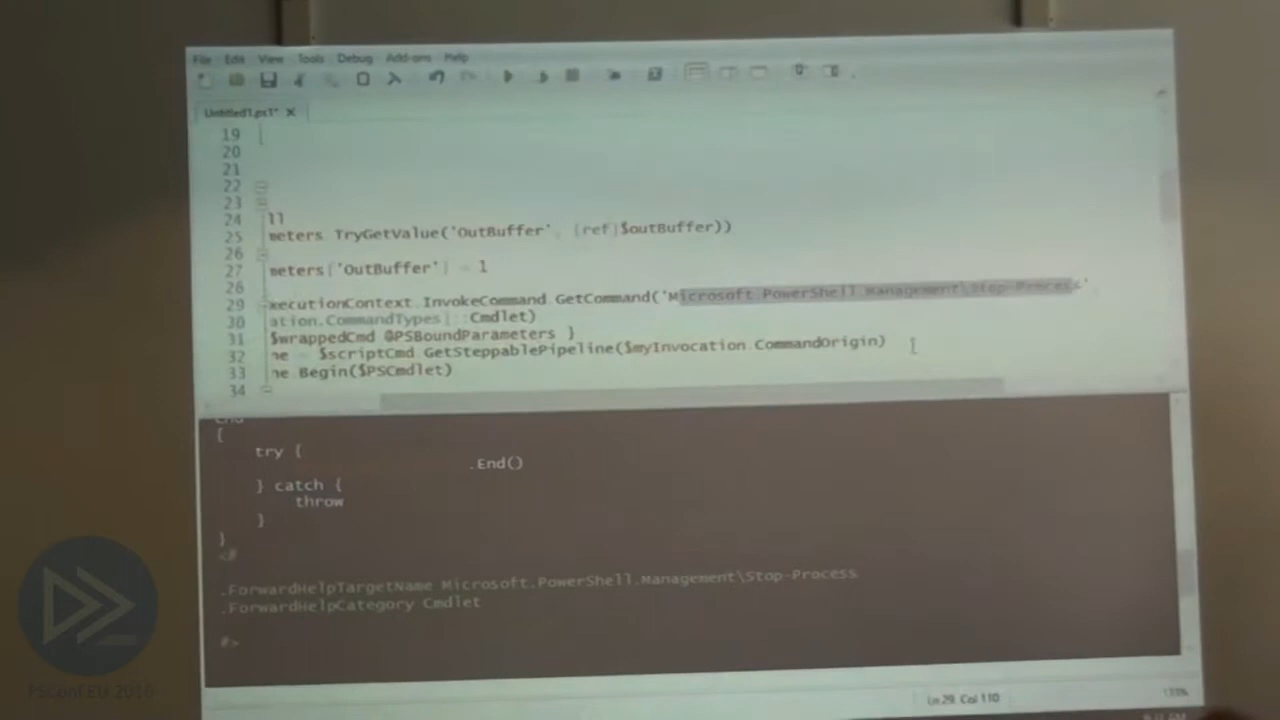 File Edit View Tools Debug Add-ons Help
Untitled1.ps1* X
19
20
21
22
23
24 ll
25 meters TryGetValue('OutBuffer', [ref]$outBuffer))
26
27 meters['OutBuffer'] = 1
28
29 xecutionContext InvokeCommand GetCommand('Microsoft.PowerShell.Management\Stop-Process'
30 ation.CommandTypes]::Cmdlet)
31 $wrappedCmd @PSBoundParameters }
32 ne = $scriptCmd GetSteppablePipeline($myInvocation CommandOrigin)
33 ne Begin($PSCmdlet)
34
End
{
try {
.End()
} catch {
throw
}
}
<#
.ForwardHelpTargetName Microsoft.PowerShell.Management\Stop-Process
.ForwardHelpCategory Cmdlet
#>
Ln 29 Col 110
PSConf.EU 2016